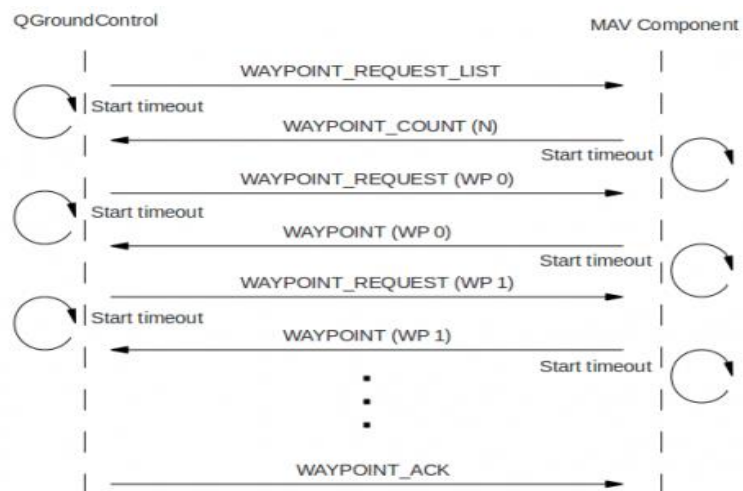 QGroundControl
MAV Component
WAYPOINT_REQUEST_LIST
Start timeout
WAYPOINT_COUNT (N)
Start timeout
WAYPOINT_REQUEST (WP 0)
Start timeout
WAYPOINT (WP 0)
Start timeout
WAYPOINT_REQUEST (WP 1)
Start timeout
WAYPOINT (WP 1)
Start timeout
WAYPOINT_ACK